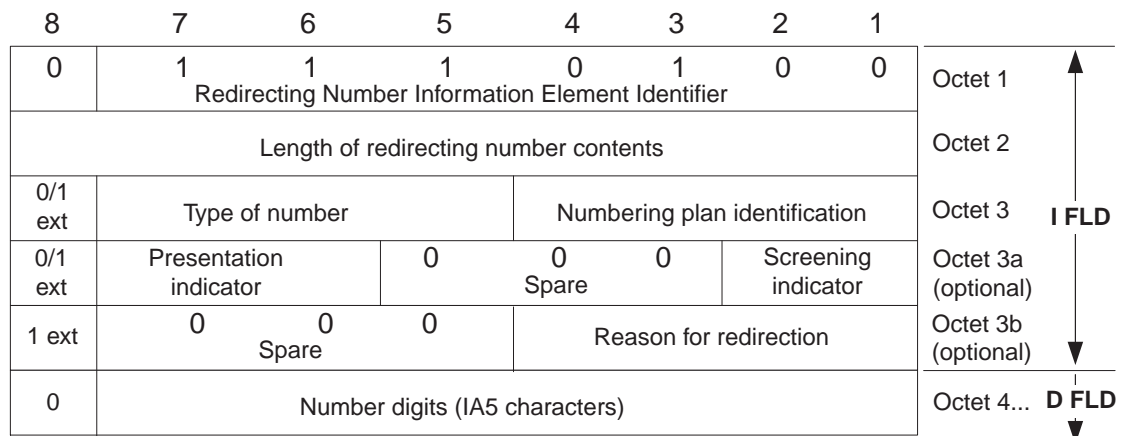 8 7 6 5 4 3 2 1
0 1 1 1 0 1 0 0 Octet 1
Redirecting Number Information Element Identifier
Length of redirecting number contents Octet 2
0/1 ext Type of number Numbering plan identification Octet 3 I FLD
0/1 ext Presentation indicator 0 0 0 Spare Screening indicator Octet 3a (optional)
1 ext 0 0 0 Spare Reason for redirection Octet 3b (optional)
0 Number digits (IA5 characters) Octet 4... D FLD